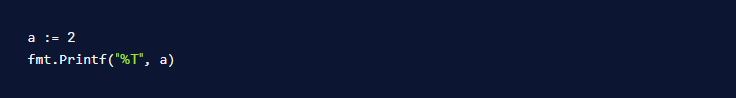 a := 2
fmt.Printf("%T", a)